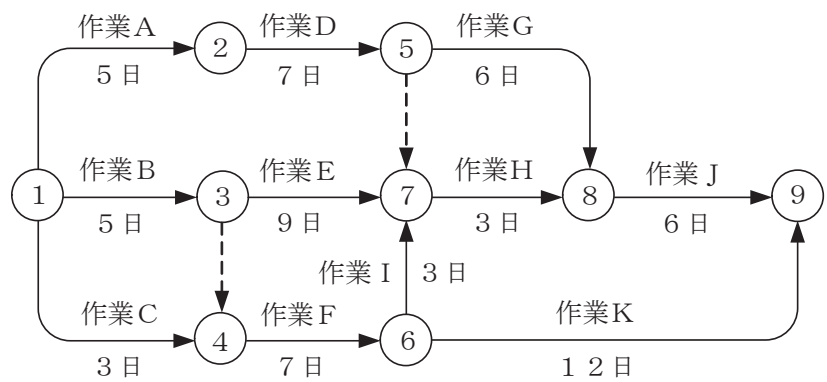 作業A 作業D 作業G
② ⑤
5日 7日 6日
作業B 作業E 作業H 作業J
① ③ ⑦ ⑧ ⑨
5日 9日 3日 6日
作業I 3日
作業C 作業F 作業K
④ ⑥
3日 7日 12日